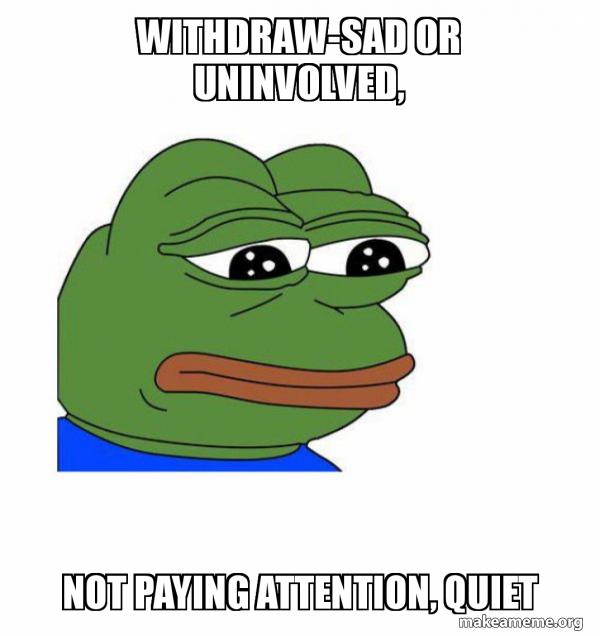 WITHDRAW-SAD OR
UNINVOLVED,
NOT PAYING ATTENTION, QUIET
makeameme.org